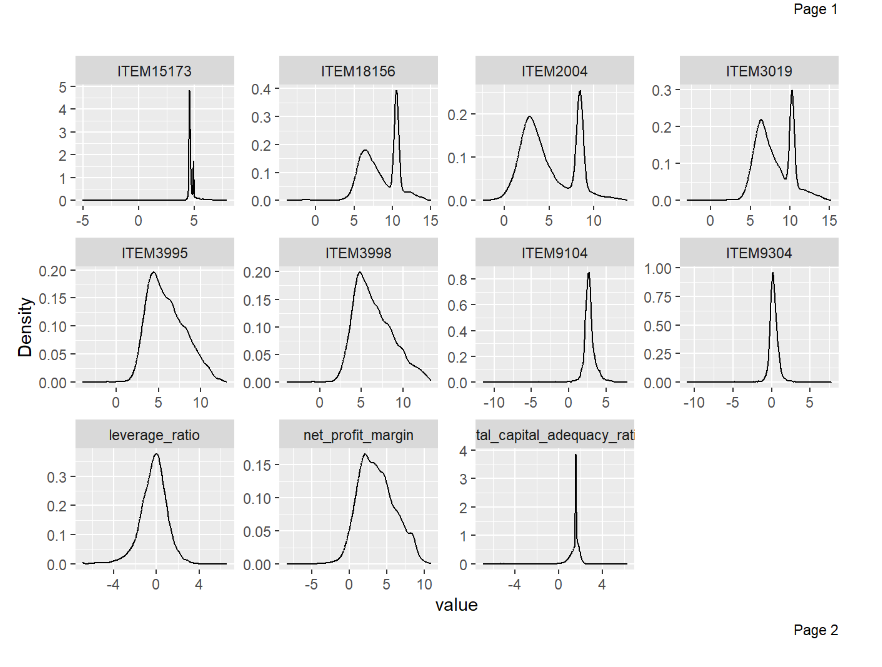 Page 1
ITEM15173 ITEM18156 ITEM2004 ITEM3019
5 4 3 2 1 0
-5 0 5
0.4 0.3 0.2 0.1 0.0
0 5 10 15
0.2 0.1 0.0
0 5 10
0.3 0.2 0.1 0.0
0 5 10 15
ITEM3995 ITEM3998 ITEM9104 ITEM9304
0.20 0.15 0.10 0.05 0.00
0 5 10
0.20 0.15 0.10 0.05 0.00
0 5 10
0.8 0.6 0.4 0.2 0.0
-10 -5 0 5
1.00 0.75 0.50 0.25 0.00
-10 -5 0 5
Density
leverage_ratio net_profit_margin tal_capital_adequacy_rati
0.3 0.2 0.1 0.0
-4 0 4
0.15 0.10 0.05 0.00
-5 0 5 10
4 3 2 1 0
-4 0 4
value
Page 2